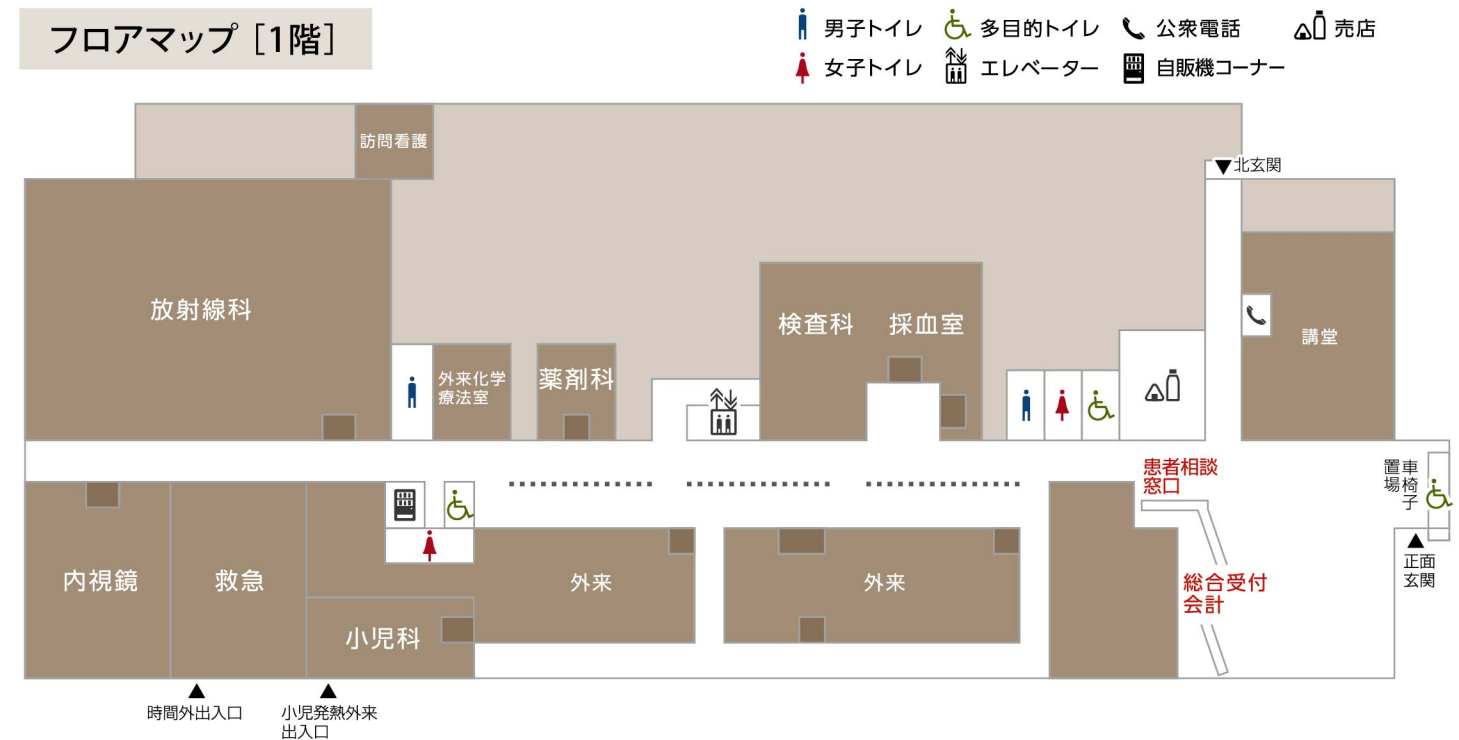 フロアマップ［1階］
男子トイレ
多目的トイレ
公衆電話
売店
女子トイレ
エレベーター
自販機コーナー
訪問看護
▼北玄関
放射線科
検査科
採血室
講堂
外来化学
療法室
薬剤科
患者相談
窓口
車椅子
置場
内視鏡
救急
外来
外来
総合受付
会計
正面
玄関
小児科
時間外出入口
小児発熱外来
出入口